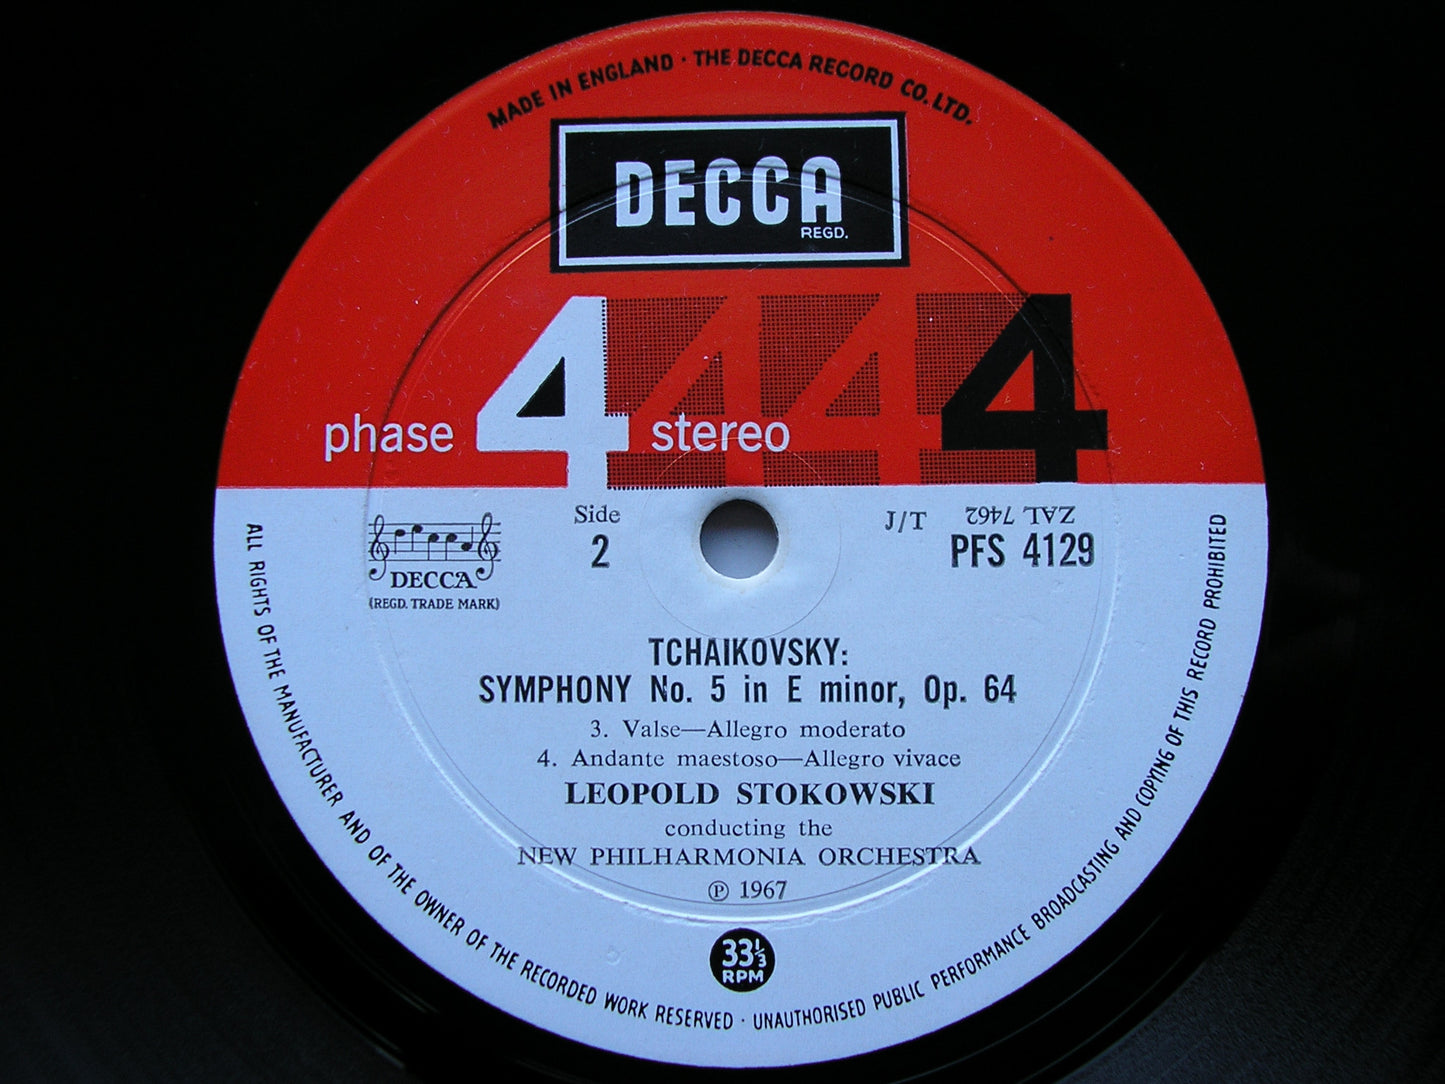 MADE IN ENGLAND · THE DECCA RECORD CO. LTD.
DECCA
REGD.
phase 4 stereo 4 4 4
Side
2
J/T
ZAL 7462
PFS 4129
DECCA
(REGD. TRADE MARK)
TCHAIKOVSKY:
SYMPHONY No. 5 in E minor, Op. 64
3. Valse—Allegro moderato
4. Andante maestoso—Allegro vivace
LEOPOLD STOKOWSKI
conducting the
NEW PHILHARMONIA ORCHESTRA
℗ 1967
33⅓
RPM
ALL RIGHTS OF THE MANUFACTURER AND OF THE OWNER OF THE RECORDED WORK RESERVED · UNAUTHORISED PUBLIC PERFORMANCE BROADCASTING AND COPYING OF THIS RECORD PROHIBITED